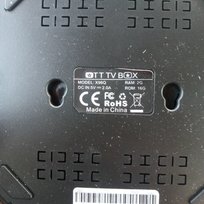 OTT TV BOX
MODEL: X96Q RAM: 2G
DC IN: 5V = 2.0A ROM: 16G
CE RoHS
Made in China